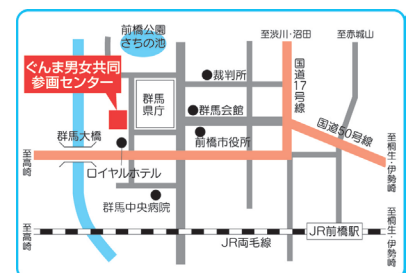 前橋公園
さちの池
至渋川・沼田
至赤城山
ぐんま男女共同
参画センター
裁判所
国道17号線
群馬
県庁
群馬会館
国道50号線
群馬大橋
前橋市役所
至高崎
ロイヤルホテル
至桐生・伊勢崎
群馬中央病院
至高崎
JR両毛線
JR前橋駅
至桐生・伊勢崎